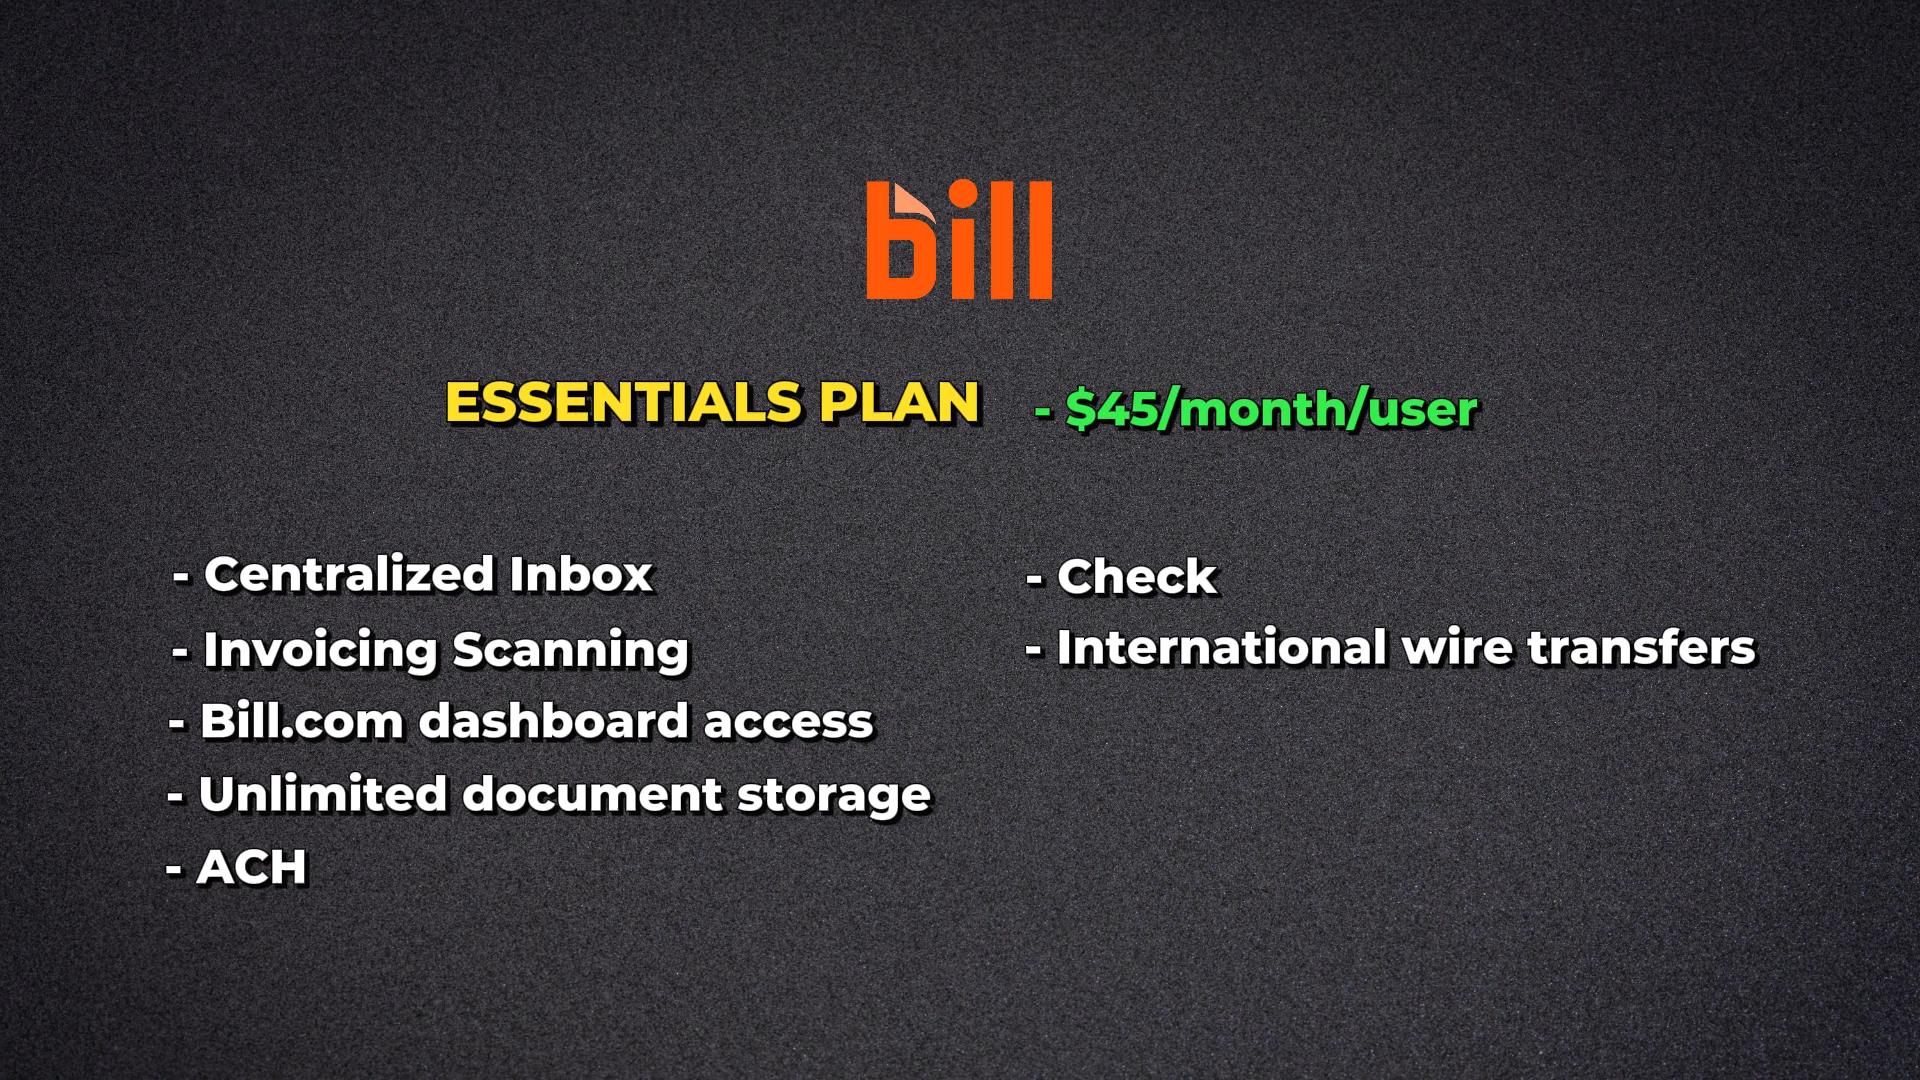 bill
ESSENTIALS PLAN - $45/month/user
- Centralized Inbox
- Invoicing Scanning
- Bill.com dashboard access
- Unlimited document storage
- ACH
- Check
- International wire transfers